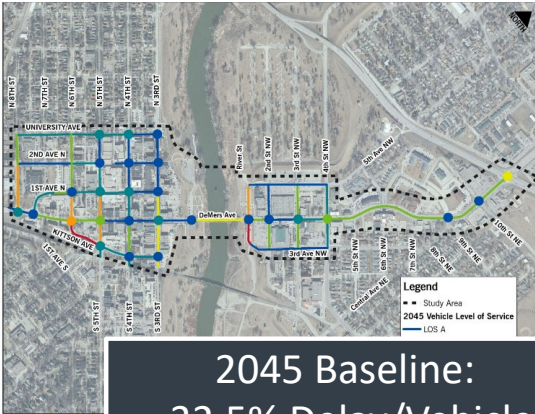 NORTH
N 8TH ST
N 7TH ST
N 6TH ST
N 5TH ST
N 4TH ST
N 3RD ST
UNIVERSITY AVE
2ND AVE N
1ST AVE N
KITTSON AVE
1ST AVE S
S 5TH ST
S 4TH ST
S 3RD ST
DeMers Ave
River St
2nd St NW
3rd St NW
4th St NW
5th Ave NW
3rd Ave NW
5th St NW
6th St NW
7th St NW
Central Ave NE
8th St NE
9th St NE
10th St NE
Legend
Study Area
2045 Vehicle Level of Service
LOS A
2045 Baseline:
22.5% Delay/Vehicle